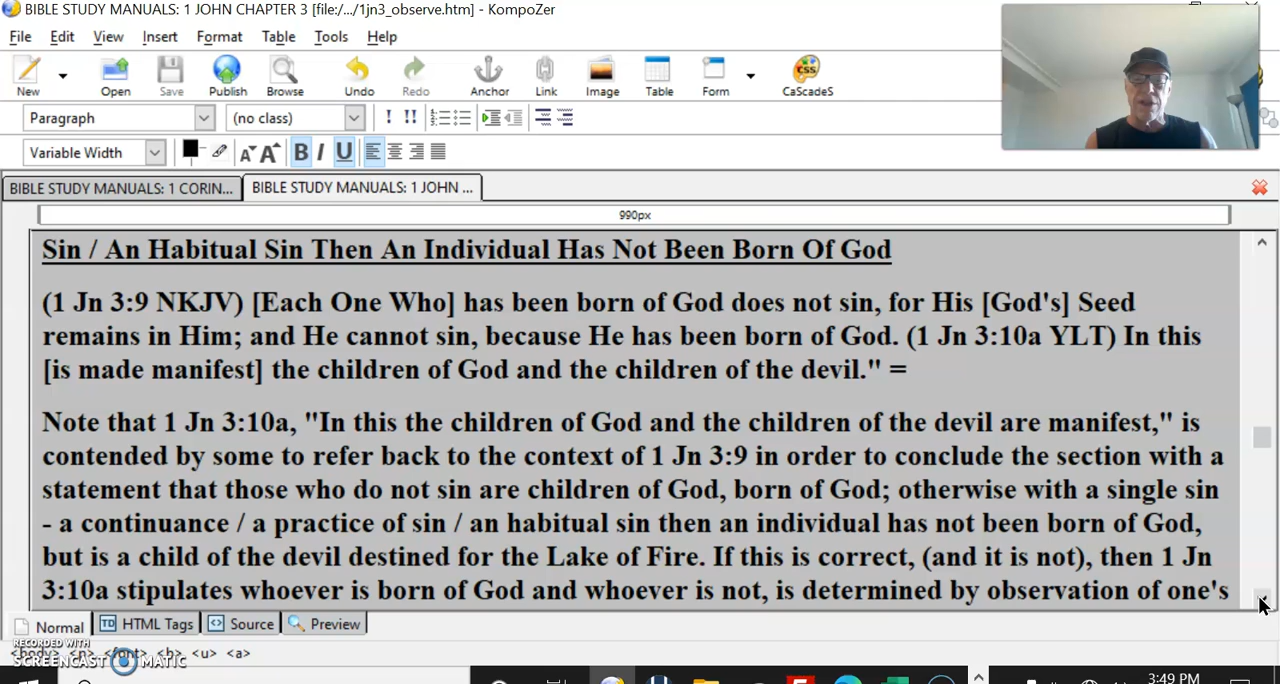 BIBLE STUDY MANUALS: 1 JOHN CHAPTER 3 [file:/.../1jn3_observe.htm] - KompoZer
File Edit View Insert Format Table Tools Help
New Open Save Publish Browse Undo Redo Anchor Link Image Table Form CaScadeS
Paragraph (no class)
Variable Width
BIBLE STUDY MANUALS: 1 CORIN... BIBLE STUDY MANUALS: 1 JOHN ...
990px
Sin / An Habitual Sin Then An Individual Has Not Been Born Of God
(1 Jn 3:9 NKJV) [Each One Who] has been born of God does not sin, for His [God's] Seed
remains in Him; and He cannot sin, because He has been born of God. (1 Jn 3:10a YLT) In this
[is made manifest] the children of God and the children of the devil." =
Note that 1 Jn 3:10a, "In this the children of God and the children of the devil are manifest," is
contended by some to refer back to the context of 1 Jn 3:9 in order to conclude the section with a
statement that those who do not sin are children of God, born of God; otherwise with a single sin
- a continuance / a practice of sin / an habitual sin then an individual has not been born of God,
but is a child of the devil destined for the Lake of Fire. If this is correct, (and it is not), then 1 Jn
3:10a stipulates whoever is born of God and whoever is not, is determined by observation of one's
Normal HTML Tags Source Preview
RECORDED WITH
SCREENCAST MATIC
<body> <p> <font> <b> <u> <a>
3:49 PM